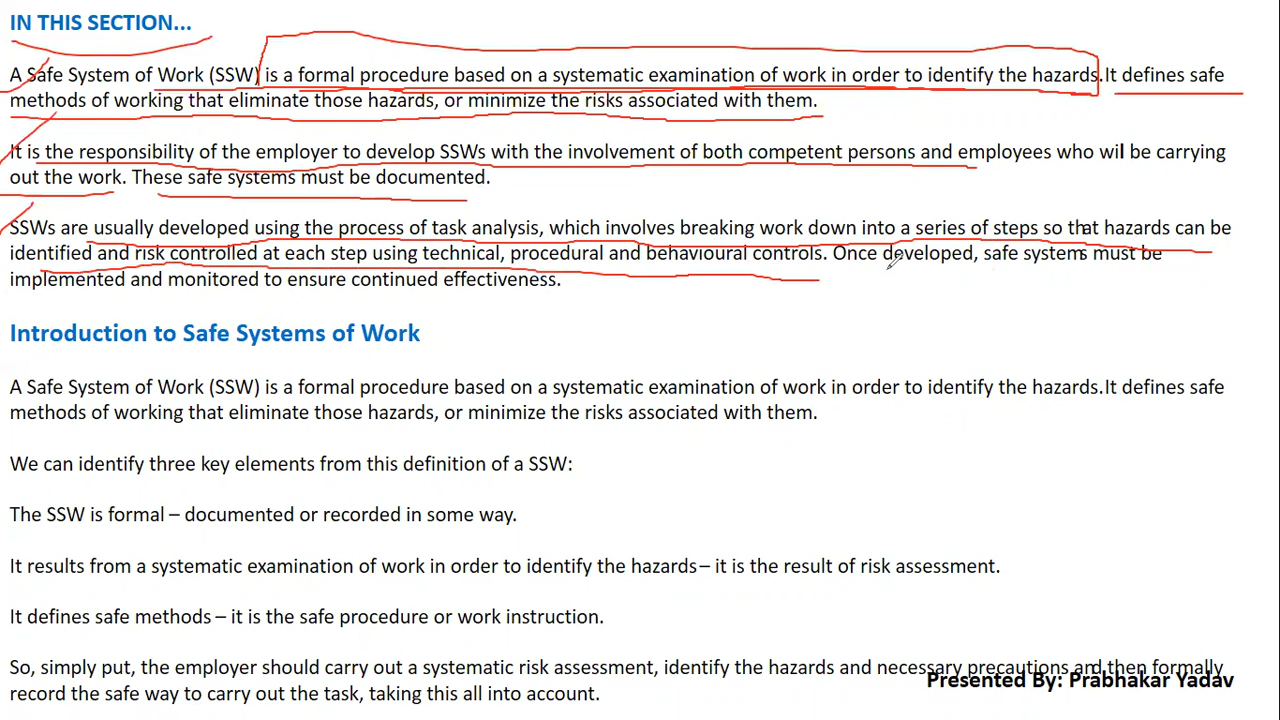 IN THIS SECTION...
A Safe System of Work (SSW) is a formal procedure based on a systematic examination of work in order to identify the hazards.It defines safe
methods of working that eliminate those hazards, or minimize the risks associated with them.
It is the responsibility of the employer to develop SSWs with the involvement of both competent persons and employees who wil be carrying
out the work. These safe systems must be documented.
SSWs are usually developed using the process of task analysis, which involves breaking work down into a series of steps so that hazards can be
identified and risk controlled at each step using technical, procedural and behavioural controls. Once developed, safe systems must be
implemented and monitored to ensure continued effectiveness.
Introduction to Safe Systems of Work
A Safe System of Work (SSW) is a formal procedure based on a systematic examination of work in order to identify the hazards.It defines safe
methods of working that eliminate those hazards, or minimize the risks associated with them.
We can identify three key elements from this definition of a SSW:
The SSW is formal – documented or recorded in some way.
It results from a systematic examination of work in order to identify the hazards – it is the result of risk assessment.
It defines safe methods – it is the safe procedure or work instruction.
So, simply put, the employer should carry out a systematic risk assessment, identify the hazards and necessary precautions and then formally
record the safe way to carry out the task, taking this all into account.
Presented By: Prabhakar Yadav